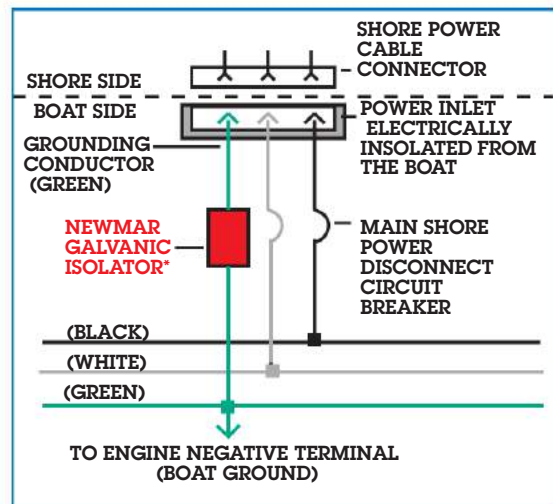 SHORE POWER
CABLE
CONNECTOR
SHORE SIDE
BOAT SIDE
POWER INLET
ELECTRICALLY
INSOLATED FROM
THE BOAT
GROUNDING
CONDUCTOR
(GREEN)
NEWMAR
GALVANIC
ISOLATOR*
MAIN SHORE
POWER
DISCONNECT
CIRCUIT
BREAKER
(BLACK)
(WHITE)
(GREEN)
TO ENGINE NEGATIVE TERMINAL
(BOAT GROUND)